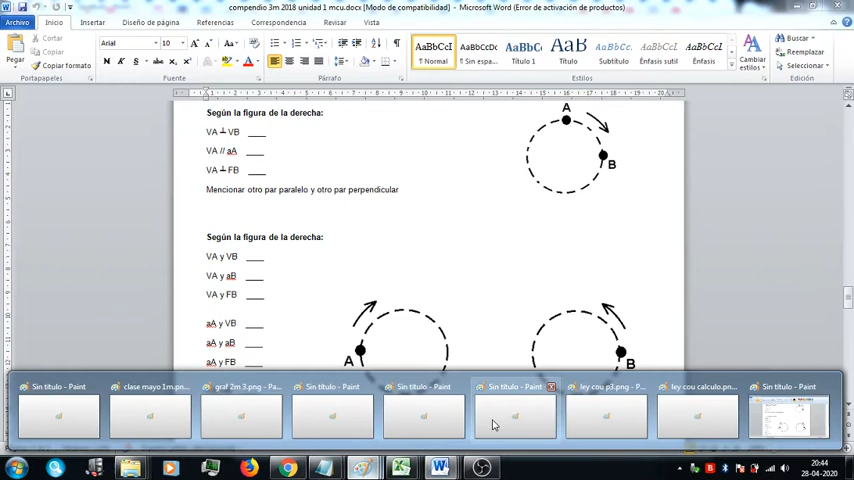 compendio 3m 2018 unidad 1 mcu.docx [Modo de compatibilidad] - Microsoft Word (Error de activación de productos)
Archivo Inicio Insertar Diseño de página Referencias Correspondencia Revisar Vista
Pegar
Cortar
Copiar
Copiar formato
Portapapeles
Arial 10
N K S abc x₂ x²
Fuente
Párrafo
AaBbCcI AaBbCcDc AaBbCc AaB AaBbCcI AaBbCcI AaBbCcI
¶ Normal ¶ Sin espa... Título 1 Título Subtítulo Énfasis sutil Énfasis
Estilos
Cambiar estilos
Buscar
Reemplazar
Seleccionar
Edición
Según la figura de la derecha:
VA ┴ VB ____
VA // aA ____
VA ┴ FB ____
Mencionar otro par paralelo y otro par perpendicular
A
B
Según la figura de la derecha:
VA y VB ____
VA y aB ____
VA y FB ____
aA y VB ____
aA y aB ____
aA y FB ____
A
B
Sin título - Paint
clase mayo 1m.pn...
graf 2m 3.png - Pa...
Sin título - Paint
Sin título - Paint
Sin título - Paint
ley cou p3.png - P...
ley cou calculo.pn...
Sin título - Paint
20:44
28-04-2020